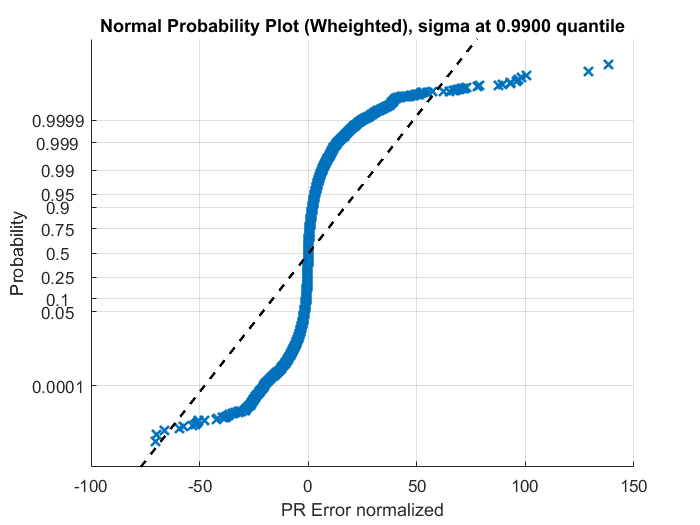 Normal Probability Plot (Wheighted), sigma at 0.9900 quantile
0.9999
0.999
0.99
0.95
0.9
0.75
0.5
0.25
0.1
0.05
0.0001
Probability
-100 -50 0 50 100 150
PR Error normalized